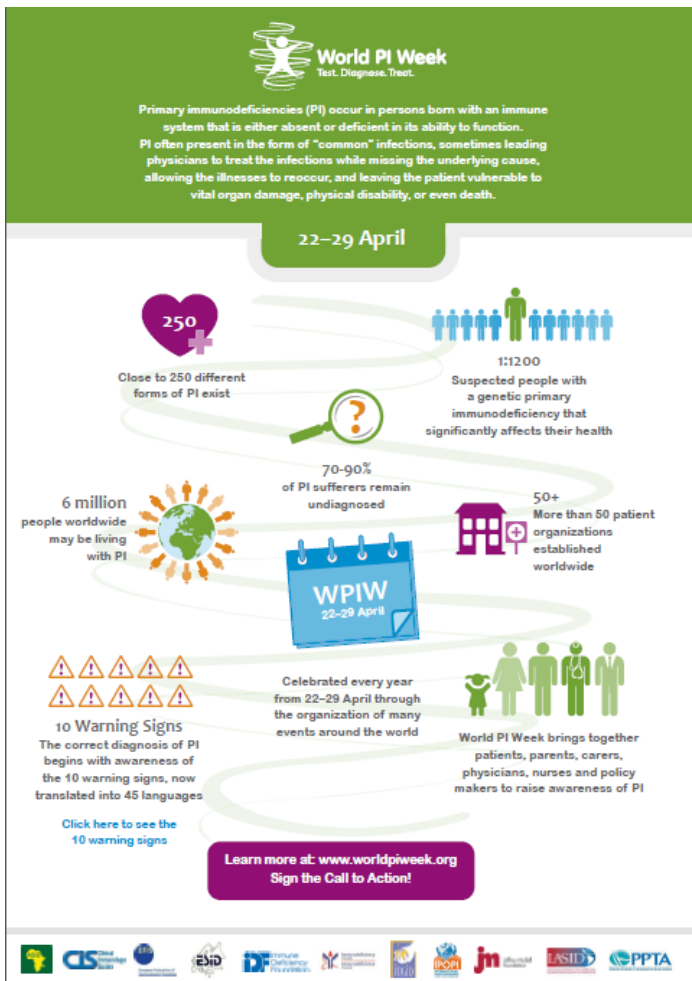 World PI Week
Test. Diagnose. Treat.
Primary immunodeficiencies (PI) occur in persons born with an immune
system that is either absent or deficient in its ability to function.
PI often present in the form of "common" infections, sometimes leading
physicians to treat the infections while missing the underlying cause,
allowing the illnesses to reoccur, and leaving the patient vulnerable to
vital organ damage, physical disability, or even death.
22–29 April
250
Close to 250 different
forms of PI exist
1:1200
Suspected people with
a genetic primary
immunodeficiency that
significantly affects their health
?
70-90%
of PI sufferers remain
undiagnosed
6 million
people worldwide
may be living
with PI
50+
More than 50 patient
organizations
established
worldwide
WPIW
22–29 April
10 Warning Signs
The correct diagnosis of PI
begins with awareness of
the 10 warning signs, now
translated into 45 languages
Click here to see the
10 warning signs
Celebrated every year
from 22–29 April through
the organization of many
events around the world
World PI Week brings together
patients, parents, carers,
physicians, nurses and policy
makers to raise awareness of PI
Learn more at: www.worldpiweek.org
Sign the Call to Action!
CIS Clinical
Immunology
Society
EFIS
ESID
IDF Immune
Deficiency
Foundation
IPOPI
jm
LASID
PPTA